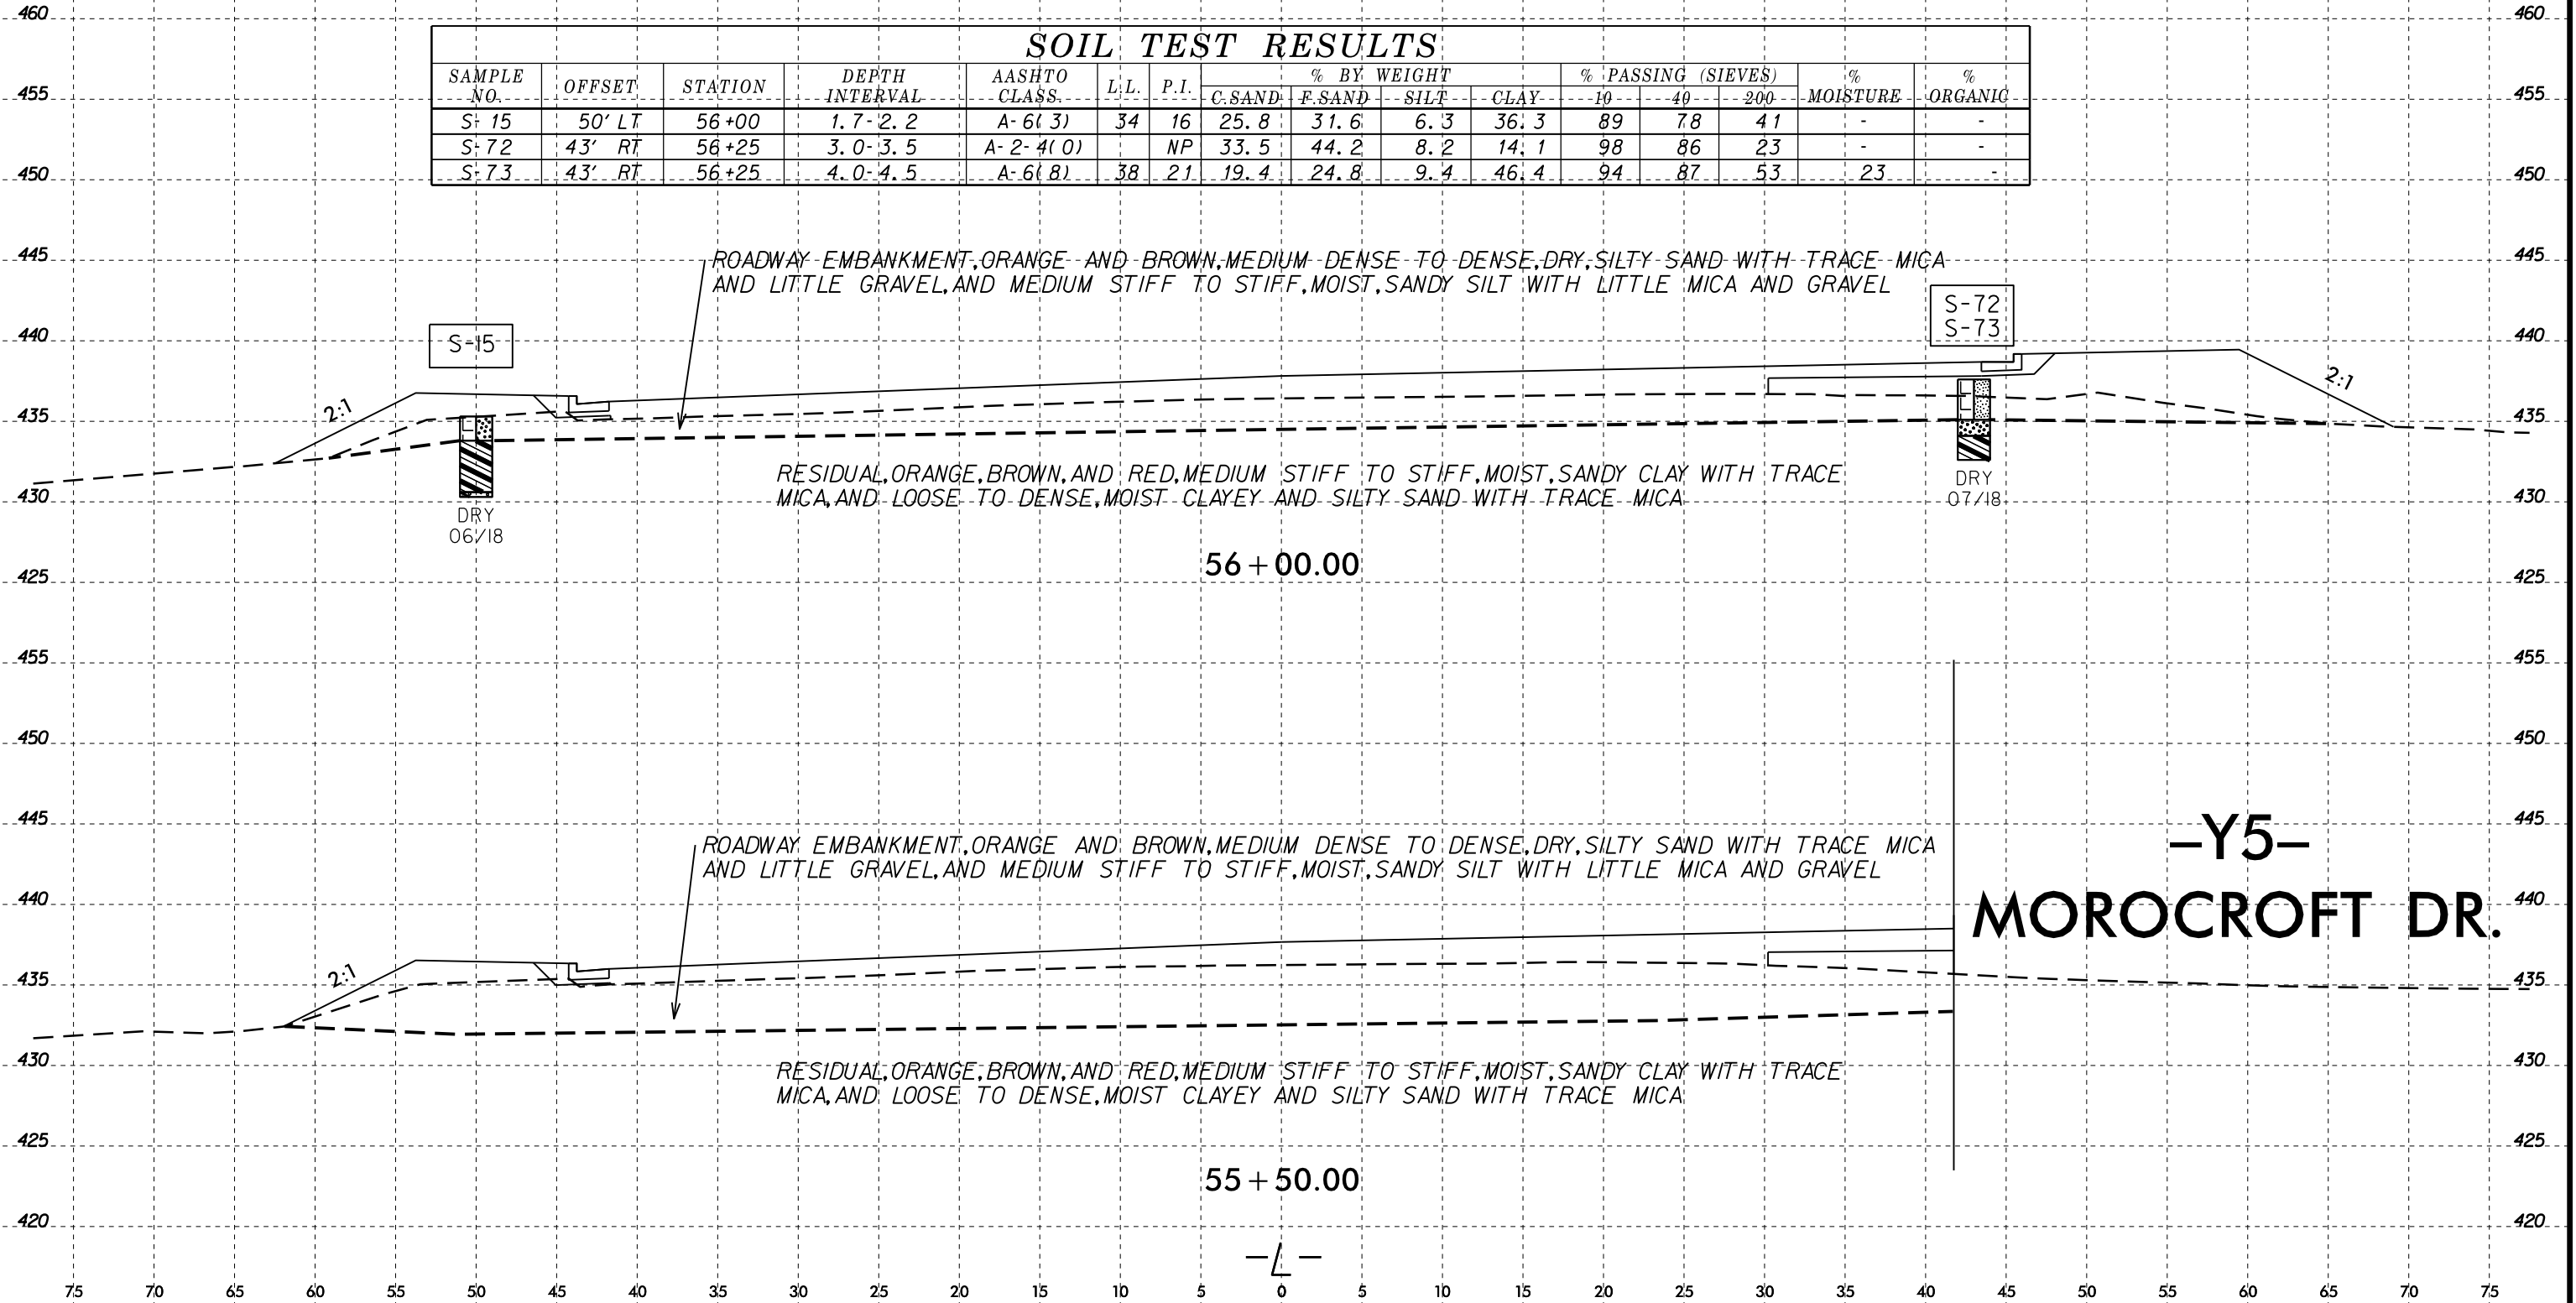 460 460
SOIL TEST RESULTS
SAMPLE NO. OFFSET STATION DEPTH INTERVAL AASHTO CLASS. L.L. P.I. % BY WEIGHT % PASSING (SIEVES) % MOISTURE % ORGANIC
C.SAND F.SAND SILT CLAY 10 40 200
455 455
S-15 50' LT 56+00 1.7-2.2 A-6(3) 34 16 25.8 31.6 6.3 36.3 89 78 41 - -
S-72 43' RT 56+25 3.0-3.5 A-2-4(0) NP 33.5 44.2 8.2 14.1 98 86 23 - -
S-73 43' RT 56+25 4.0-4.5 A-6(8) 38 21 19.4 24.8 9.4 46.4 94 87 53 23 -
450 450
445 445
ROADWAY EMBANKMENT, ORANGE AND BROWN, MEDIUM DENSE TO DENSE, DRY, SILTY SAND WITH TRACE MICA
AND LITTLE GRAVEL, AND MEDIUM STIFF TO STIFF, MOIST, SANDY SILT WITH LITTLE MICA AND GRAVEL
S-72
S-73
440 440
S-15
2:1 2:1
435 435
RESIDUAL, ORANGE, BROWN, AND RED, MEDIUM STIFF TO STIFF, MOIST, SANDY CLAY WITH TRACE
MICA, AND LOOSE TO DENSE, MOIST CLAYEY AND SILTY SAND WITH TRACE MICA
430 430
DRY
07/18
DRY
06/18
56+00.00
425 425
455 455
450 450
445 445
-Y5-
MOROCROFT DR.
ROADWAY EMBANKMENT, ORANGE AND BROWN, MEDIUM DENSE TO DENSE, DRY, SILTY SAND WITH TRACE MICA
AND LITTLE GRAVEL, AND MEDIUM STIFF TO STIFF, MOIST, SANDY SILT WITH LITTLE MICA AND GRAVEL
440 440
2:1
435 435
430 430
RESIDUAL, ORANGE, BROWN, AND RED, MEDIUM STIFF TO STIFF, MOIST, SANDY CLAY WITH TRACE
MICA, AND LOOSE TO DENSE, MOIST CLAYEY AND SILTY SAND WITH TRACE MICA
425 425
55+50.00
420 420
-L-
75 70 65 60 55 50 45 40 35 30 25 20 15 10 5 0 5 10 15 20 25 30 35 40 45 50 55 60 65 70 75